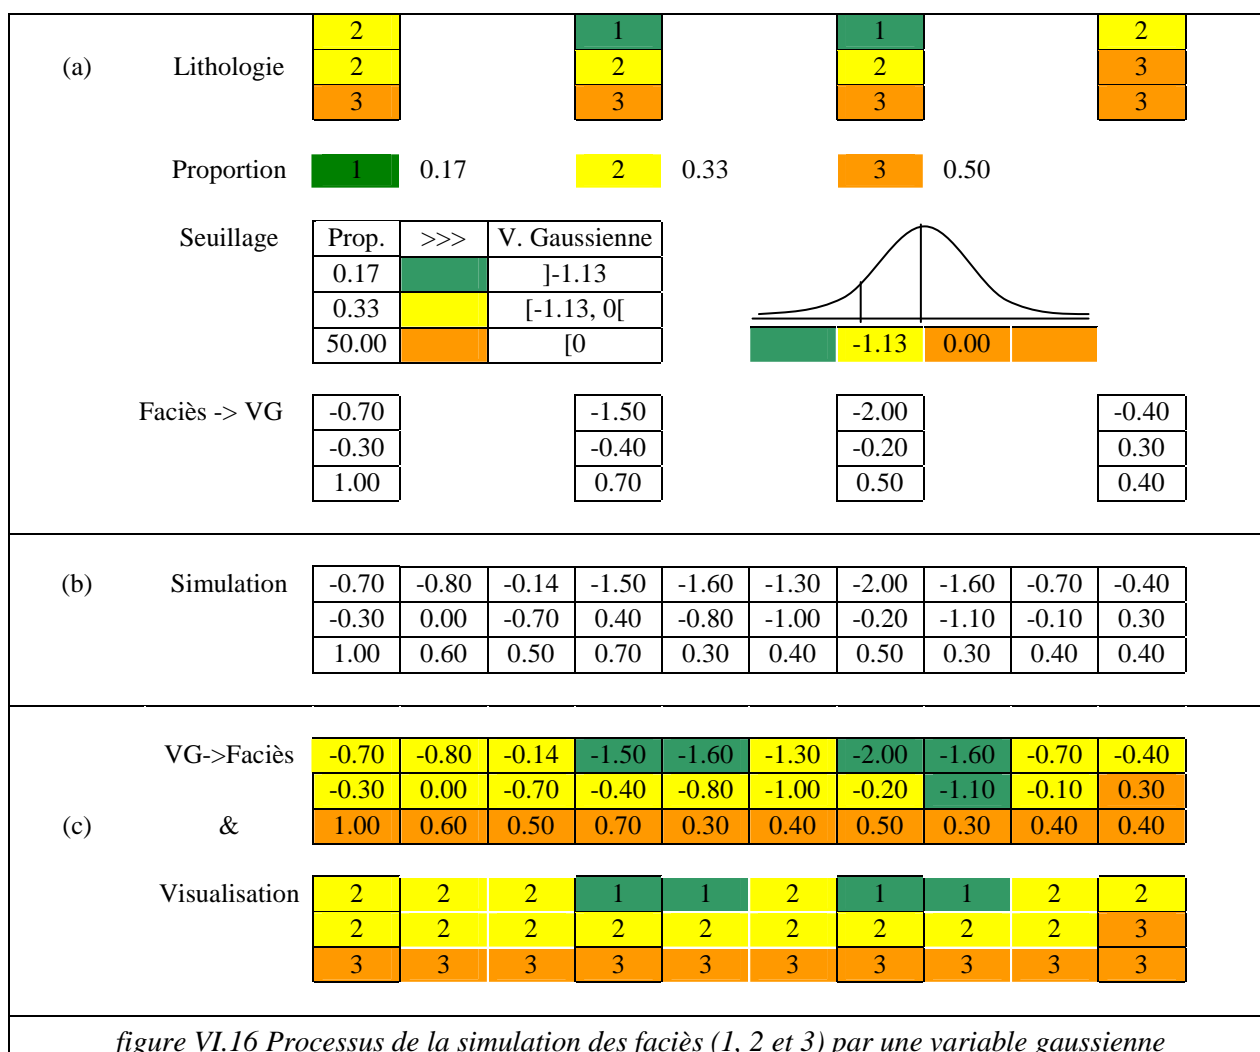 2 1 1 2
(a) Lithologie 2 2 2 3
3 3 3 3
Proportion 1 0.17 2 0.33 3 0.50
Seuillage Prop. >>> V. Gaussienne
0.17 ]-1.13
0.33 [-1.13, 0[
50.00 [0
-1.13 0.00
Faciès -> VG -0.70 -1.50 -2.00 -0.40
-0.30 -0.40 -0.20 0.30
1.00 0.70 0.50 0.40
(b) Simulation -0.70 -0.80 -0.14 -1.50 -1.60 -1.30 -2.00 -1.60 -0.70 -0.40
-0.30 0.00 -0.70 0.40 -0.80 -1.00 -0.20 -1.10 -0.10 0.30
1.00 0.60 0.50 0.70 0.30 0.40 0.50 0.30 0.40 0.40
VG->Faciès -0.70 -0.80 -0.14 -1.50 -1.60 -1.30 -2.00 -1.60 -0.70 -0.40
-0.30 0.00 -0.70 -0.40 -0.80 -1.00 -0.20 -1.10 -0.10 0.30
(c) & 1.00 0.60 0.50 0.70 0.30 0.40 0.50 0.30 0.40 0.40
Visualisation 2 2 2 1 1 2 1 1 2 2
2 2 2 2 2 2 2 2 2 3
3 3 3 3 3 3 3 3 3 3
figure VI.16 Processus de la simulation des faciès (1, 2 et 3) par une variable gaussienne